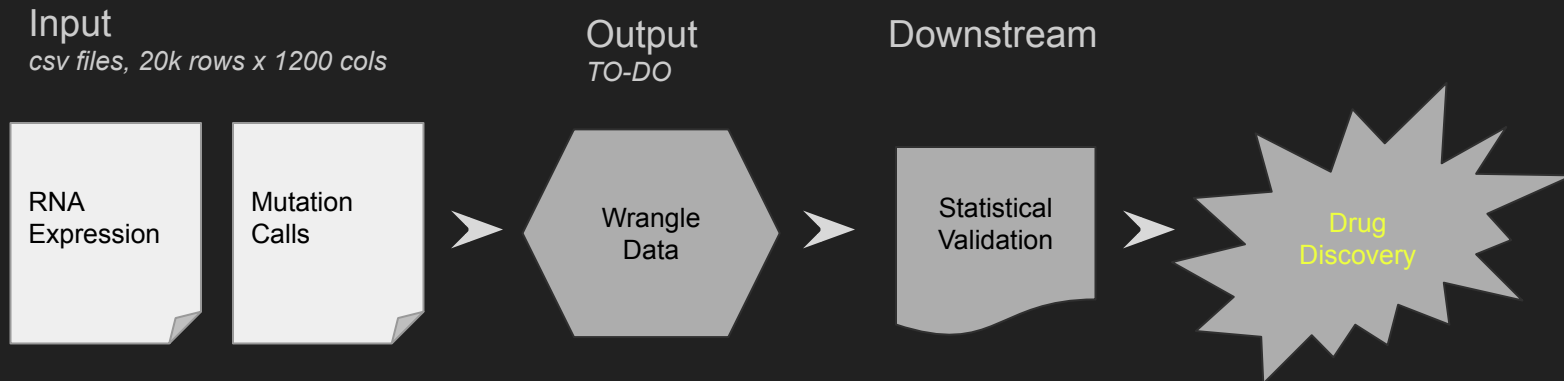 Input
csv files, 20k rows x 1200 cols
Output
TO-DO
Downstream
RNA
Expression
Mutation
Calls
Wrangle
Data
Statistical
Validation
Drug
Discovery